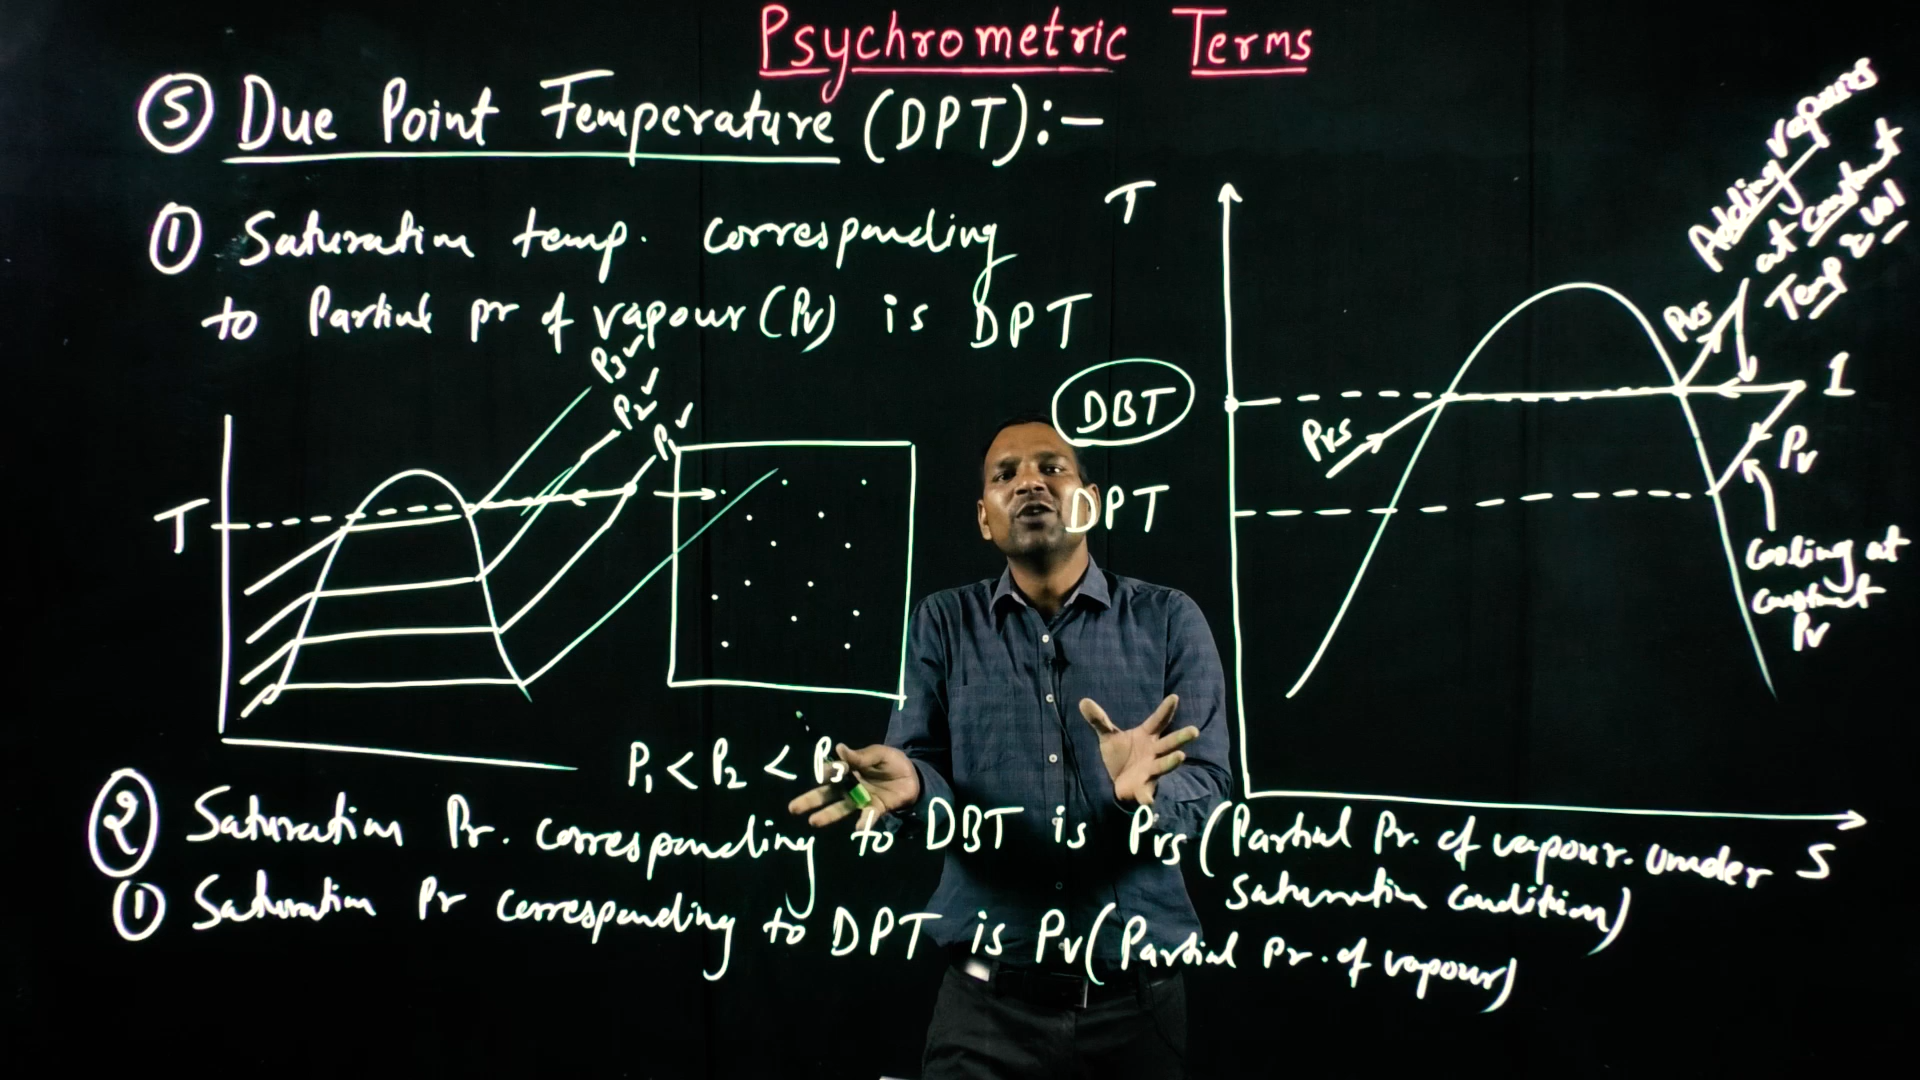 Psychrometric Terms
⑤ Due Point Temperature (DPT):-
① Saturation temp. corresponding
to Partial pr of vapour (Pv) is DPT
P3 ✓
P2 ✓
P1 ✓
T
P1 < P2 < P3
T
DBT
DPT
Pvs
Pvs
1
Pv
Adding vapours
at constant
Temp & vol
Cooling at
constant
Pv
S
② Saturation Pr. corresponding to DBT is Pvs (Partial Pr. of vapour. under
saturation condition)
① Saturation Pr corresponding to DPT is Pv (Partial Pr. of vapour)